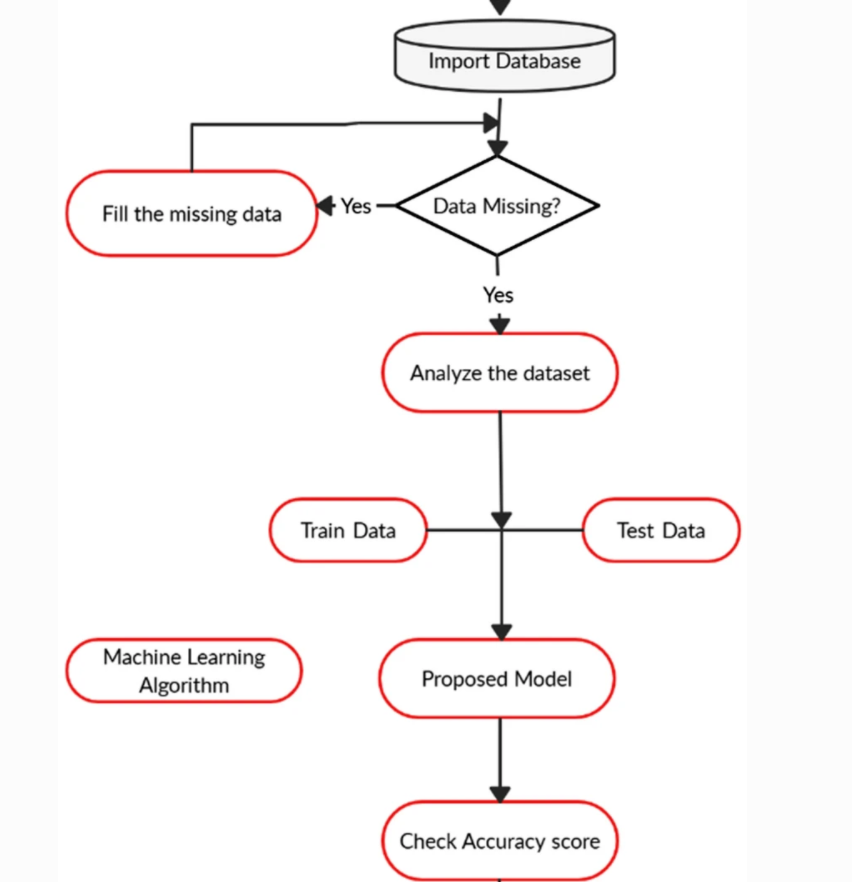 Import Database
Fill the missing data
Yes
Data Missing?
Yes
Analyze the dataset
Train Data
Test Data
Machine Learning
Algorithm
Proposed Model
Check Accuracy score